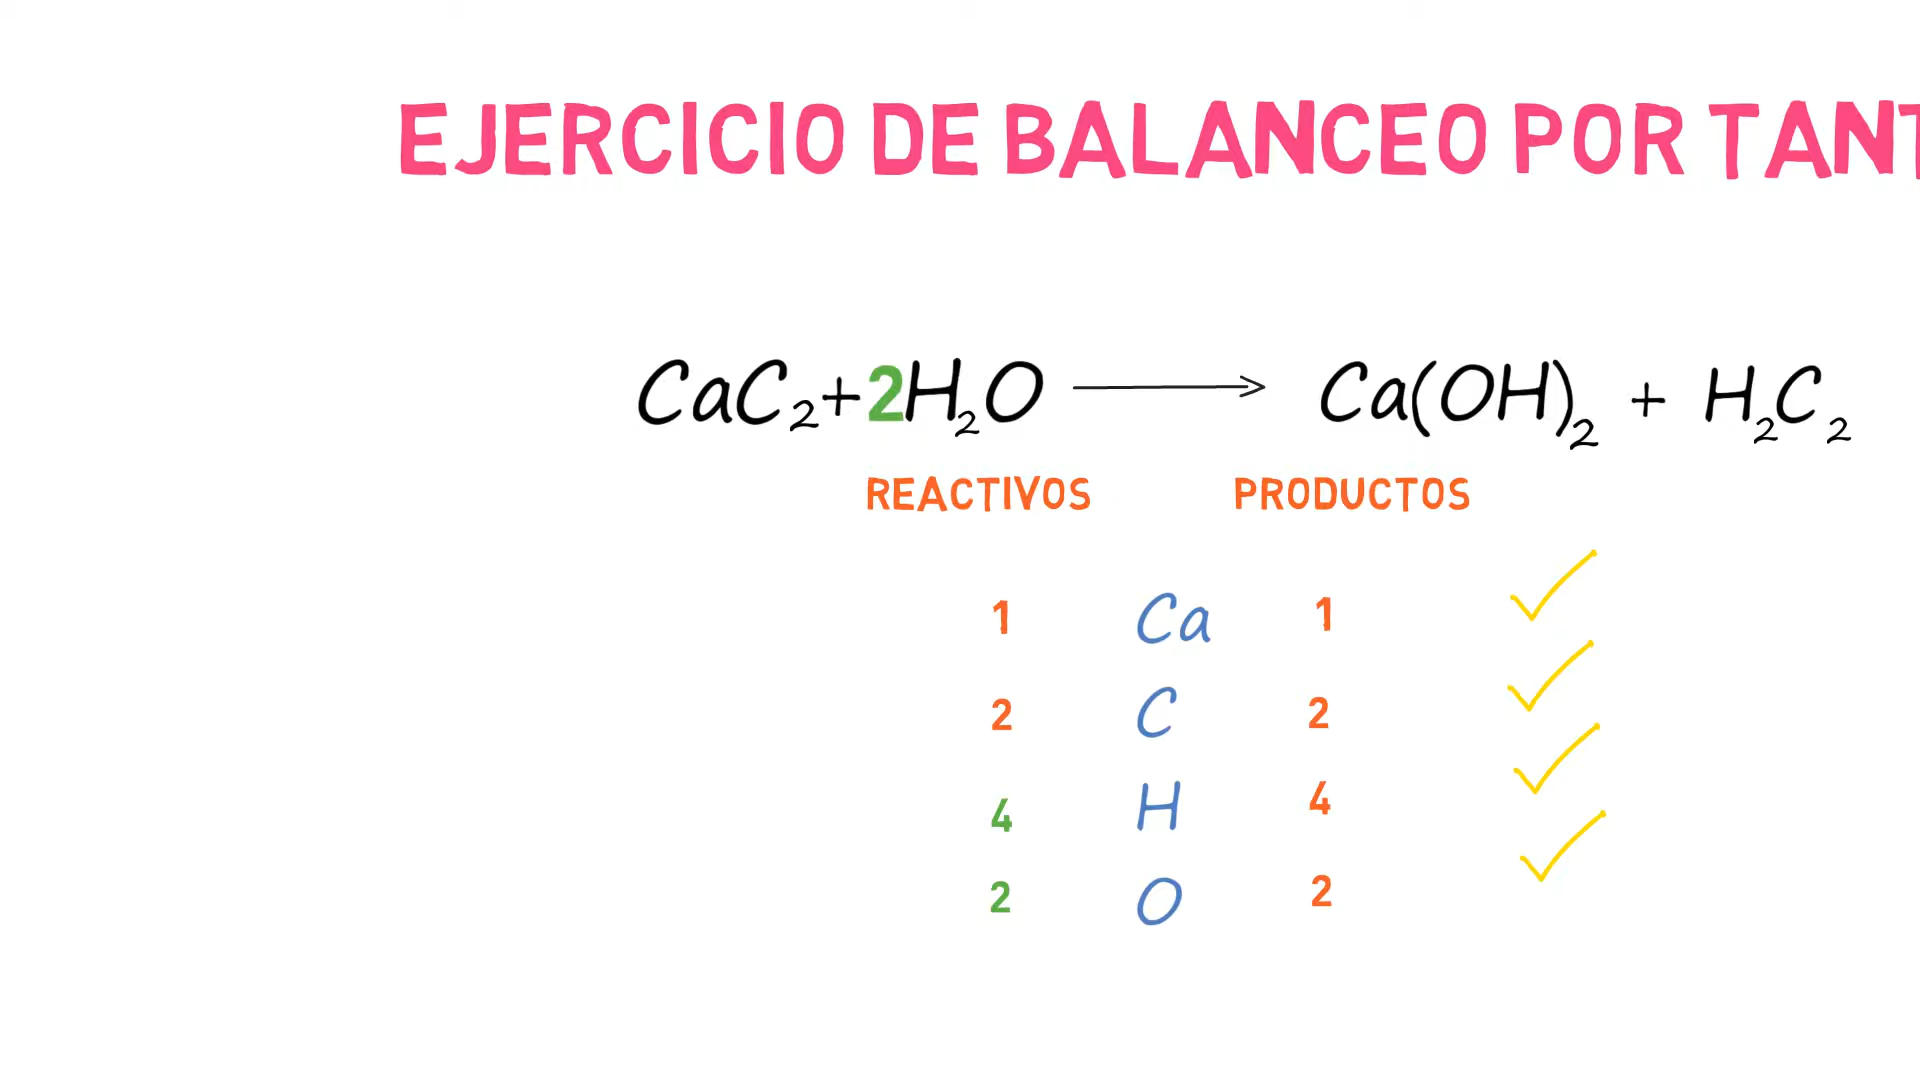 EJERCICIO DE BALANCEO POR TANT
CaC₂+2H₂O ⟶ Ca(OH)₂ + H₂C₂
REACTIVOS PRODUCTOS
1 Ca 1
2 C 2
4 H 4
2 O 2